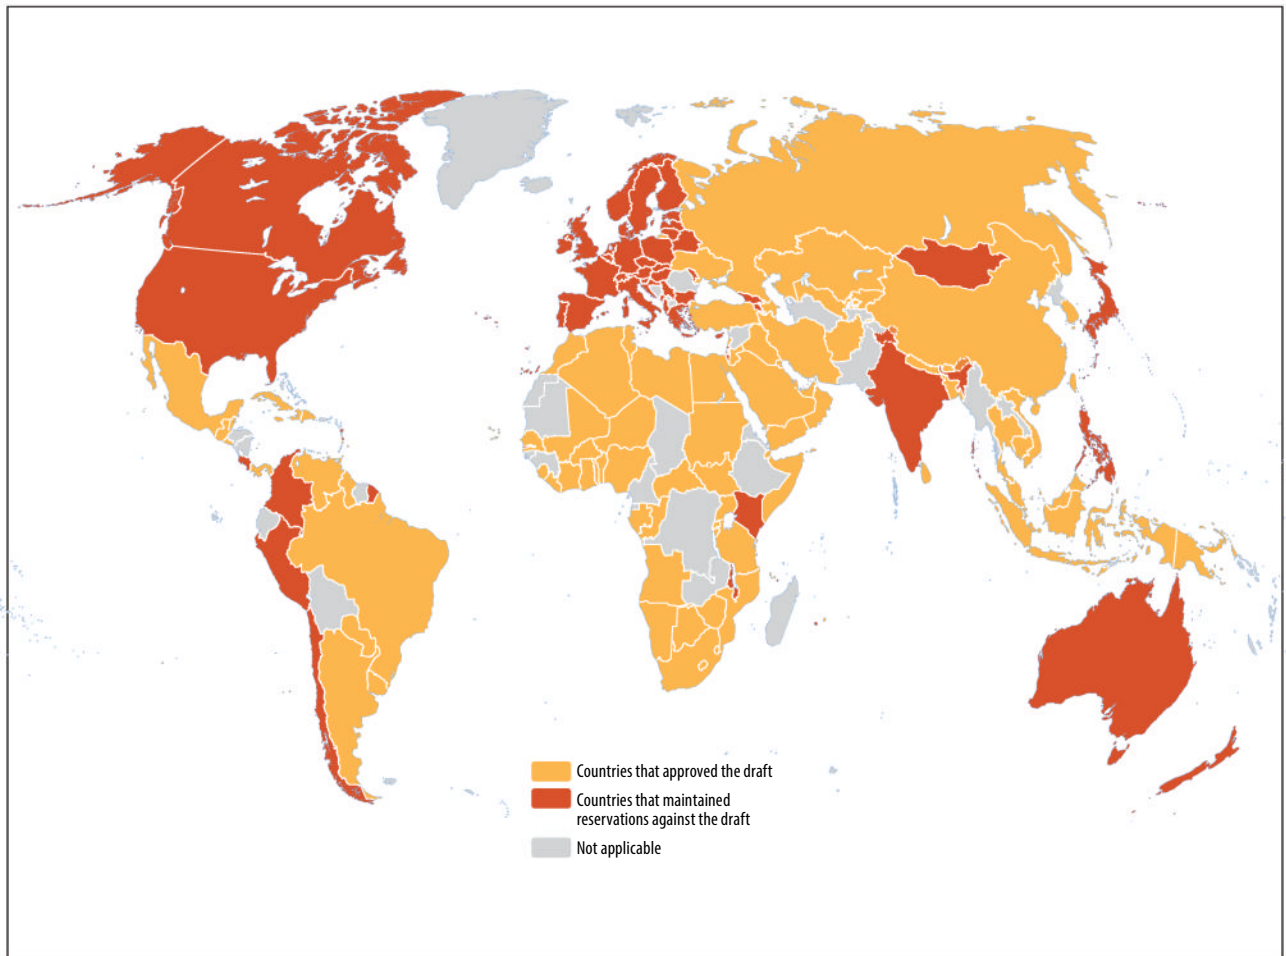 Countries that approved the draft
Countries that maintained
reservations against the draft
Not applicable